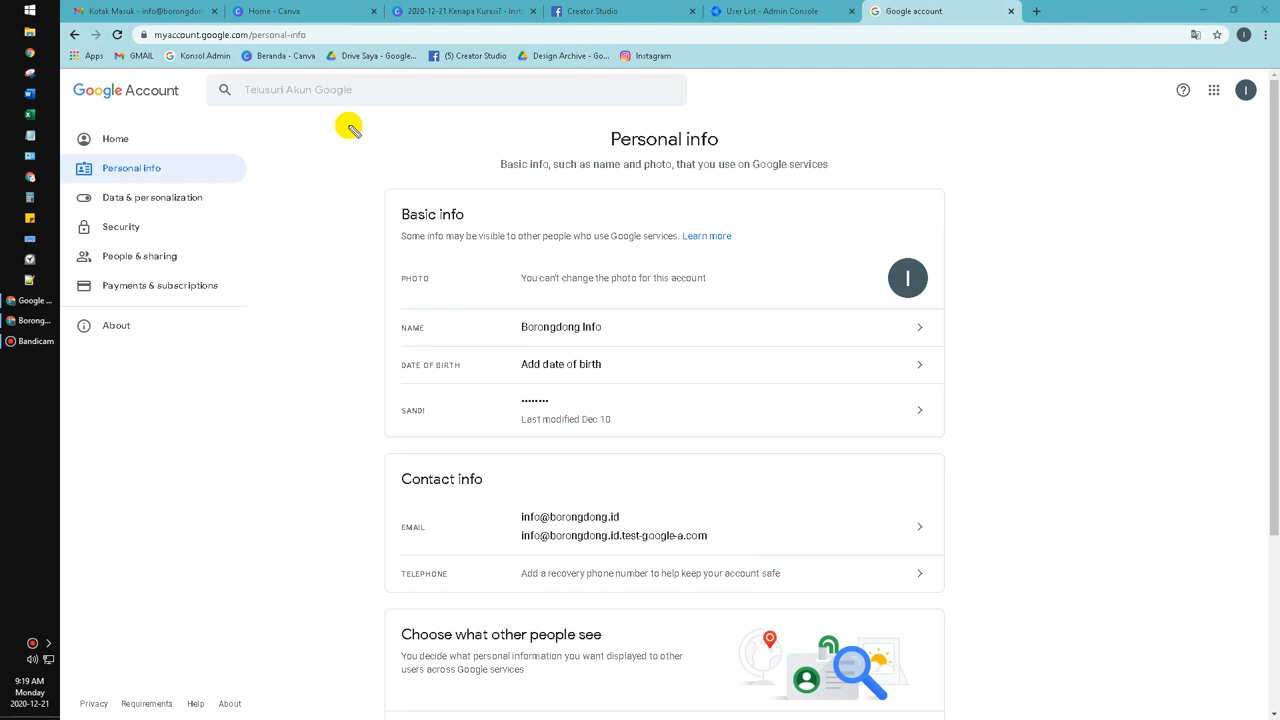 Kotak Masuk - info@borongdon
Home - Canva
2020-12-21 Kenapa Kurasi? - Inst
Creator Studio
User List - Admin Console
Google account
myaccount.google.com/personal-info
I
Apps
GMAIL
Konsol Admin
Beranda - Canva
Drive Saya - Google...
(5) Creator Studio
Design Archive - Go...
Instagram
Google Account
Telusuri Akun Google
I
Home
Personal info
Data & personalization
Security
People & sharing
Payments & subscriptions
About
Personal info
Basic info, such as name and photo, that you use on Google services
Basic info
Some info may be visible to other people who use Google services. Learn more
PHOTO
You can't change the photo for this account
I
NAME
Borongdong Info
DATE OF BIRTH
Add date of birth
SANDI
••••••••
Last modified Dec 10
Contact info
EMAIL
info@borongdong.id
info@borongdong.id.test-google-a.com
TELEPHONE
Add a recovery phone number to help keep your account safe
Choose what other people see
You decide what personal information you want displayed to other
users across Google services
Privacy
Requirements
Help
About
Google ...
Borong...
Bandicam
9:19 AM
Monday
2020-12-21